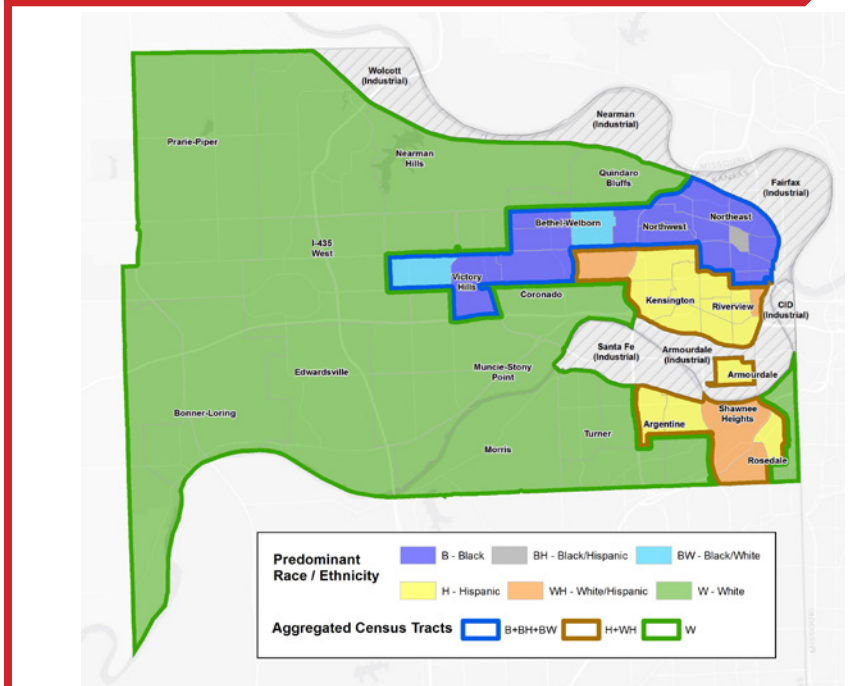 Wolcott
(Industrial)
Nearman
(Industrial)
Prarie-Piper
Nearman
Hills
Quindaro
Bluffs
MISSOURI
KANSAS
Fairfax
(Industrial)
Northeast
Bethel-Welborn
Northwest
I-435
West
Victory
Hills
Coronado
Kensington
Riverview
CID
(Industrial)
Santa Fe
(Industrial)
Armourdale
(Industrial)
Armourdale
Edwardsville
Muncie-Stony
Point
Bonner-Loring
Shawnee
Heights
Argentine
Turner
Morris
Rosedale
Predominant
Race / Ethnicity
B - Black
BH - Black/Hispanic
BW - Black/White
H - Hispanic
WH - White/Hispanic
W - White
Aggregated Census Tracts
B+BH+BW
H+WH
W
MISSOURI